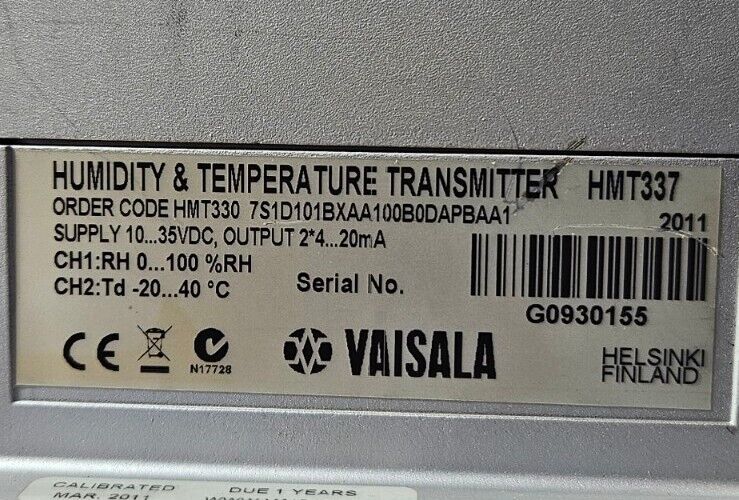 HUMIDITY & TEMPERATURE TRANSMITTER HMT337
ORDER CODE HMT330 7S1D101BXAA100B0DAPBAA1 2011
SUPPLY 10...35VDC, OUTPUT 2*4...20mA
CH1:RH 0...100 %RH
CH2:Td -20...40 °C
Serial No.
G0930155
CE
N17728
VAISALA
HELSINKI
FINLAND
CALIBRATED DUE 1 YEARS
MAR. 2011